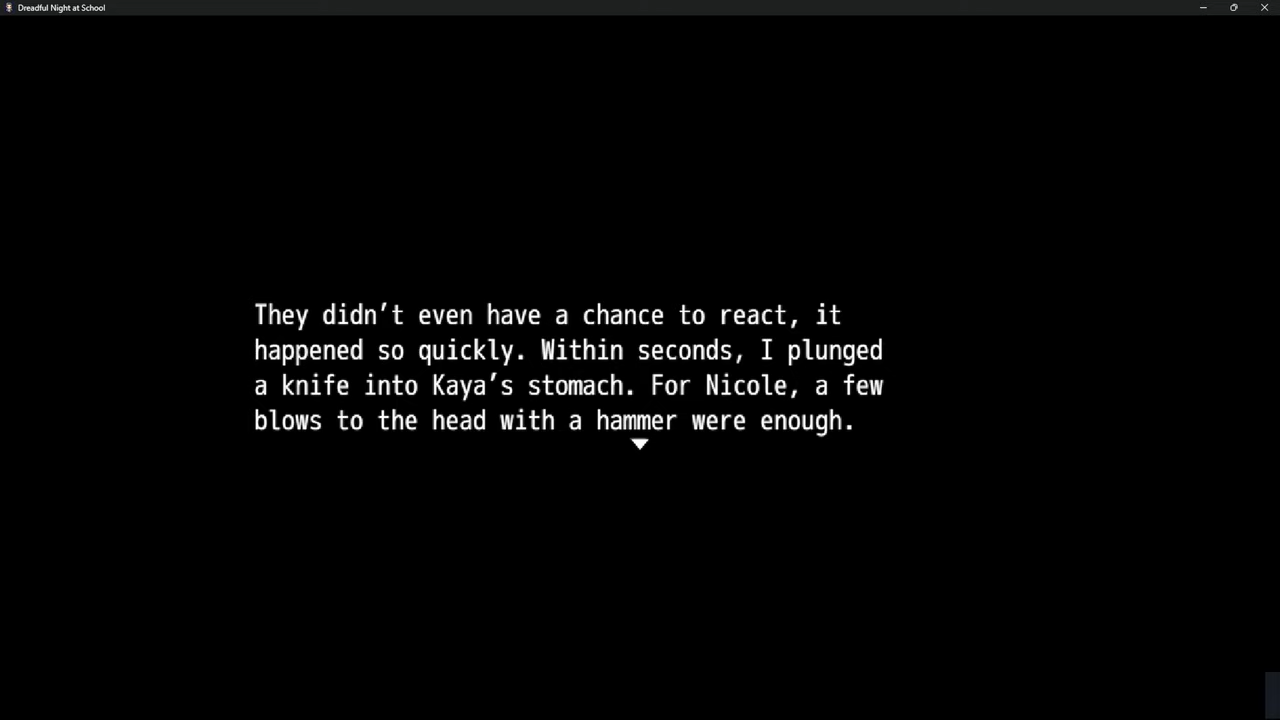 Dreadful Night at School
They didn’t even have a chance to react, it
happened so quickly. Within seconds, I plunged
a knife into Kaya’s stomach. For Nicole, a few
blows to the head with a hammer were enough.